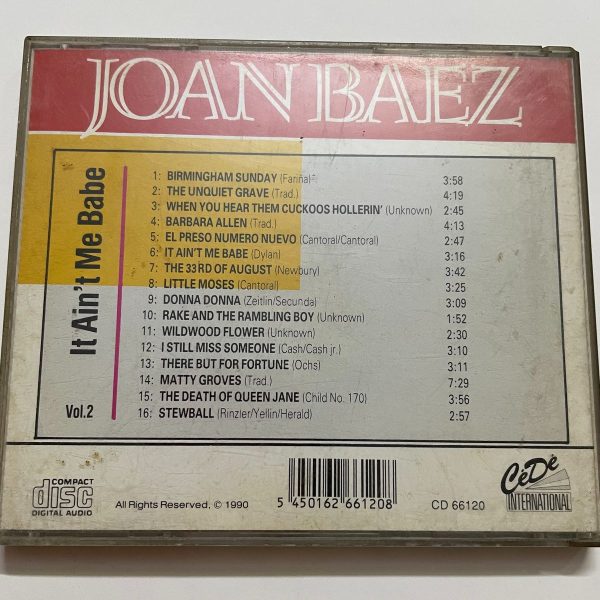 JOAN BAEZ
It Ain't Me Babe
Vol.2
1: BIRMINGHAM SUNDAY (Fariña) 3:58
2: THE UNQUIET GRAVE (Trad.) 4:19
3: WHEN YOU HEAR THEM CUCKOOS HOLLERIN' (Unknown) 2:45
4: BARBARA ALLEN (Trad.) 4:13
5: EL PRESO NUMERO NUEVO (Cantoral/Cantoral) 2:47
6: IT AIN'T ME BABE (Dylan) 3:16
7: THE 33RD OF AUGUST (Newbury) 3:42
8: LITTLE MOSES (Cantoral) 3:25
9: DONNA DONNA (Zeitlin/Secunda) 3:09
10: RAKE AND THE RAMBLING BOY (Unknown) 1:52
11: WILDWOOD FLOWER (Unknown) 2:30
12: I STILL MISS SOMEONE (Cash/Cash jr.) 3:10
13: THERE BUT FOR FORTUNE (Ochs) 3:11
14: MATTY GROVES (Trad.) 7:29
15: THE DEATH OF QUEEN JANE (Child No. 170) 3:56
16: STEWBALL (Rinzler/Yellin/Herald) 2:57
COMPACT
disc
DIGITAL AUDIO
All Rights Reserved, © 1990
5 450162 661208
CD 66120
CéDé
INTERNATIONAL